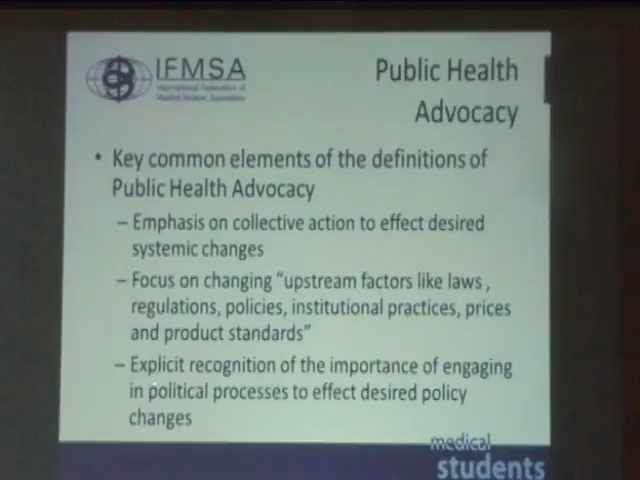 IFMSA
International Federation of
Medical Students' Associations
Public Health
Advocacy
• Key common elements of the definitions of
Public Health Advocacy
– Emphasis on collective action to effect desired
systemic changes
– Focus on changing “upstream factors like laws ,
regulations, policies, institutional practices, prices
and product standards”
– Explicit recognition of the importance of engaging
in political processes to effect desired policy
changes
medical
students